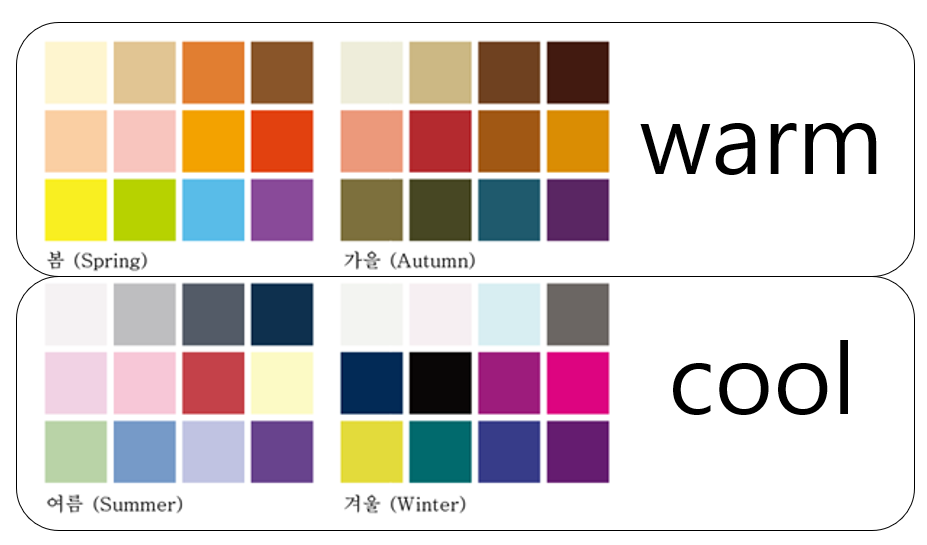 봄 (Spring)
가을 (Autumn)
warm
여름 (Summer)
겨울 (Winter)
cool